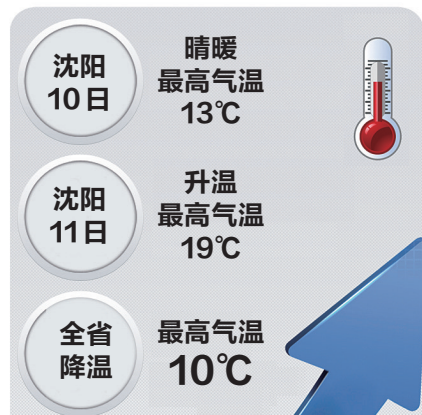 沈阳
10日
晴暖
最高气温
13℃
沈阳
11日
升温
最高气温
19℃
全省
降温
最高气温
10℃